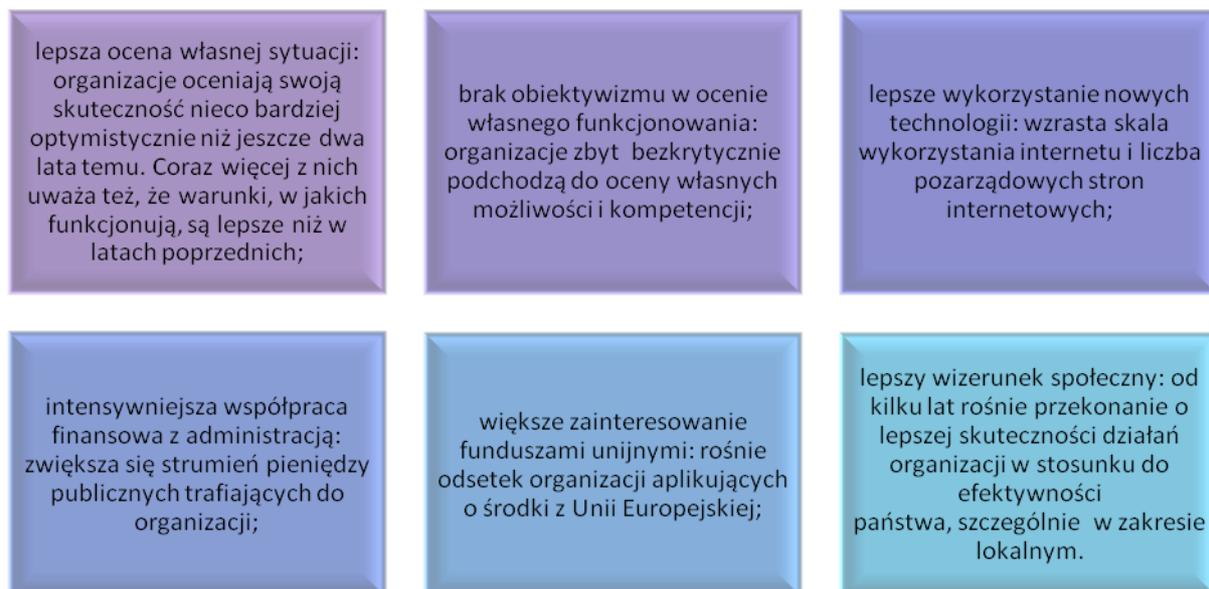 lepsza ocena własnej sytuacji:
organizacje oceniają swoją
skuteczność nieco bardziej
optymistycznie niż jeszcze dwa
lata temu. Coraz więcej z nich
uważa też, że warunki, w jakich
funkcjonują, są lepsze niż w
latach poprzednich;
brak obiektywizmu w ocenie
własnego funkcjonowania:
organizacje zbyt bezkrytycznie
podchodzą do oceny własnych
możliwości i kompetencji;
lepsze wykorzystanie nowych
technologii: wzrasta skala
wykorzystania internetu i liczba
pozarządowych stron
internetowych;
intensywniejsza współpraca
finansowa z administracją:
zwiększa się strumień pieniędzy
publicznych trafiających do
organizacji;
większe zainteresowanie
funduszami unijnymi: rośnie
odsetek organizacji aplikujących
o środki z Unii Europejskiej;
lepszy wizerunek społeczny: od
kilku lat rośnie przekonanie o
lepszej skuteczności działań
organizacji w stosunku do
efektywności
państwa, szczególnie w zakresie
lokalnym.